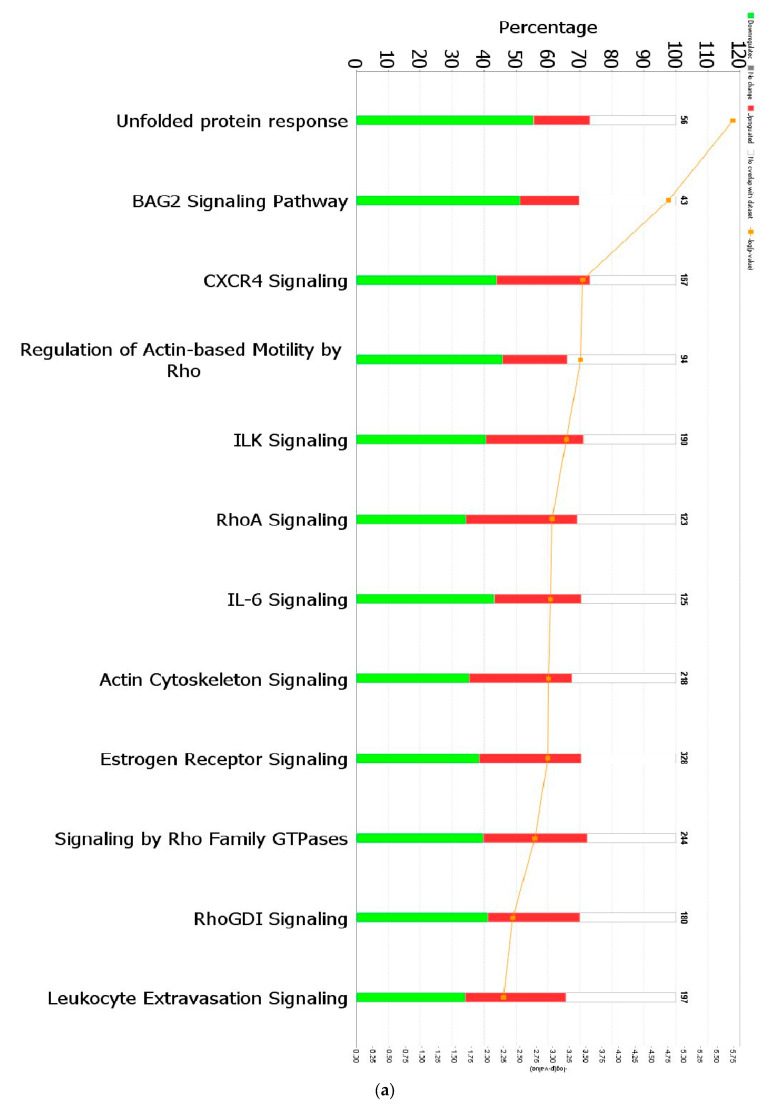 Percentage
0 10 20 30 40 50 60 70 80 90 100 110 120
Downregulated No change Upregulated No overlap with dataset -log(p-value)
Unfolded protein response 56
BAG2 Signaling Pathway 43
CXCR4 Signaling 167
Regulation of Actin-based Motility by
Rho 94
ILK Signaling 190
RhoA Signaling 123
IL-6 Signaling 125
Actin Cytoskeleton Signaling 218
Estrogen Receptor Signaling 328
Signaling by Rho Family GTPases 244
RhoGDI Signaling 180
Leukocyte Extravasation Signaling 197
0.00 0.25 0.50 0.75 1.00 1.25 1.50 1.75 2.00 2.25 2.50 2.75 3.00 3.25 3.50 3.75 4.00 4.25 4.50 4.75 5.00 5.25 5.50 5.75
-log(p-value)
(a)